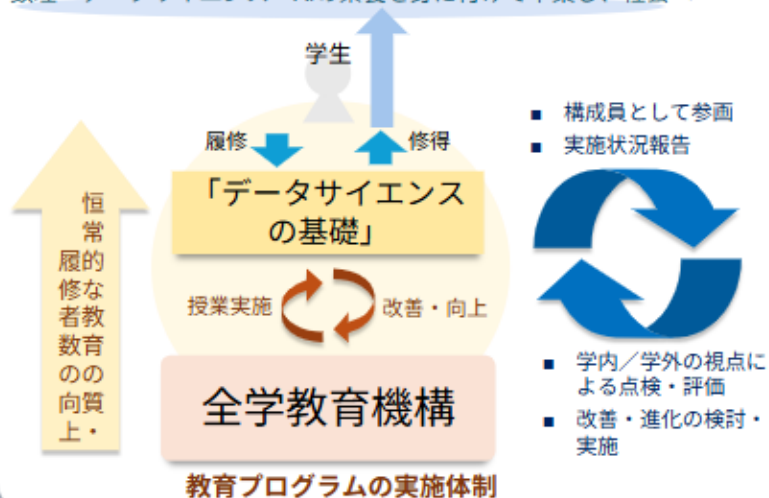 学生
履修
修得
「データサイエンス
の基礎」
授業実施
改善・向上
全学教育機構
教育プログラムの実施体制
恒常的な教育の質向上・
履修者数の
■ 構成員として参画
■ 実施状況報告
■ 学内／学外の視点に
よる点検・評価
■ 改善・進化の検討・
実施